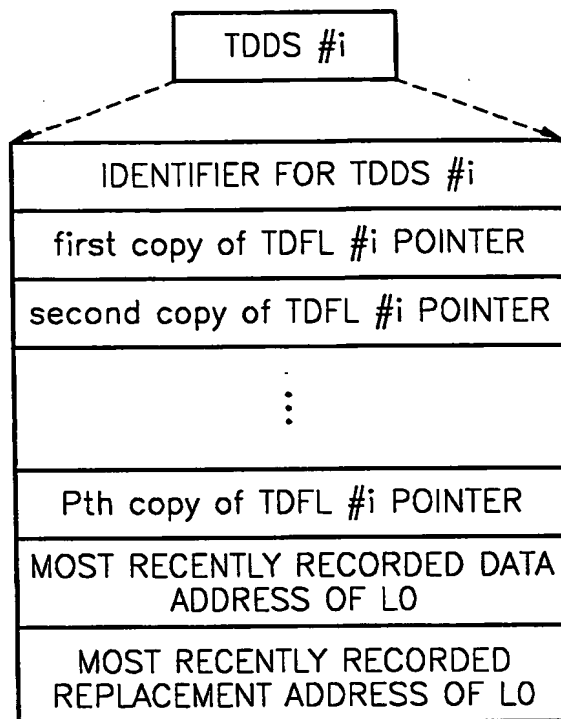 TDDS #i
IDENTIFIER FOR TDDS #i
first copy of TDFL #i POINTER
second copy of TDFL #i POINTER
⋮
Pth copy of TDFL #i POINTER
MOST RECENTLY RECORDED DATA
ADDRESS OF L0
MOST RECENTLY RECORDED
REPLACEMENT ADDRESS OF L0